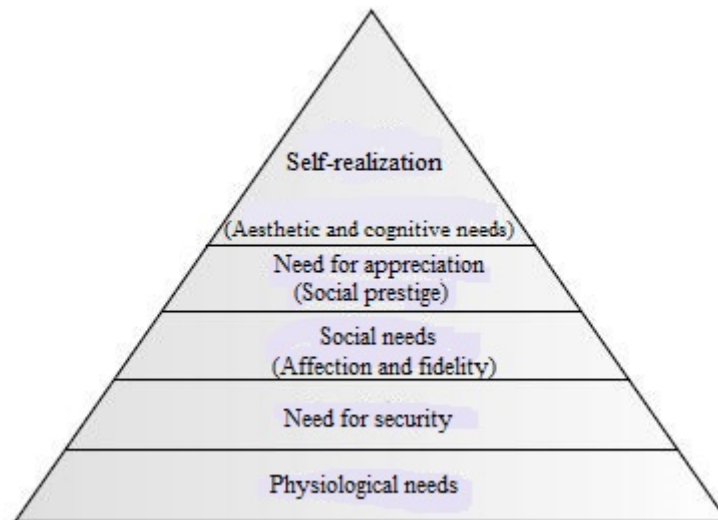 Self-realization
(Aesthetic and cognitive needs)
Need for appreciation
(Social prestige)
Social needs
(Affection and fidelity)
Need for security
Physiological needs